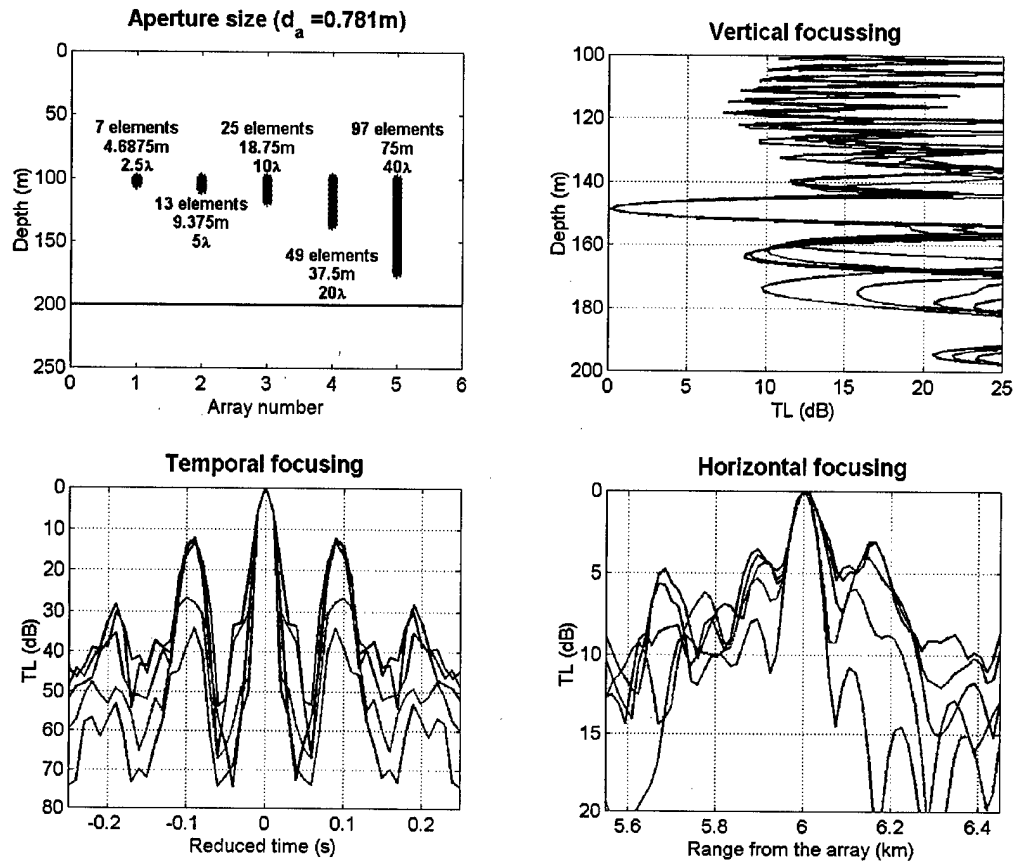 Aperture size (d_a =0.781m)
0
50
100
150
200
250
Depth (m)
7 elements
4.6875m
2.5λ
13 elements
9.375m
5λ
25 elements
18.75m
10λ
49 elements
37.5m
20λ
97 elements
75m
40λ
0 1 2 3 4 5 6
Array number
Vertical focussing
100
120
140
160
180
200
Depth (m)
0 5 10 15 20 25
TL (dB)
Temporal focusing
0
10
20
30
40
50
60
70
80
TL (dB)
-0.2 -0.1 0 0.1 0.2
Reduced time (s)
Horizontal focusing
0
5
10
15
20
TL (dB)
5.6 5.8 6 6.2 6.4
Range from the array (km)